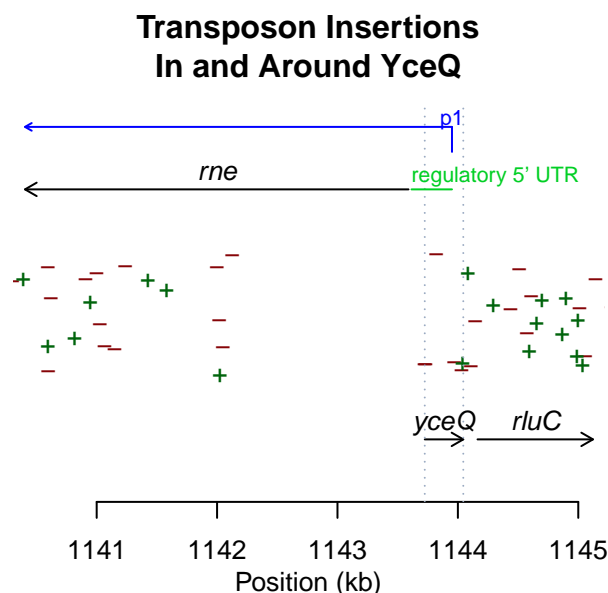 Transposon Insertions
In and Around YceQ
p1
rne
regulatory 5' UTR
yceQ
rluC
1141 1142 1143 1144 1145
Position (kb)